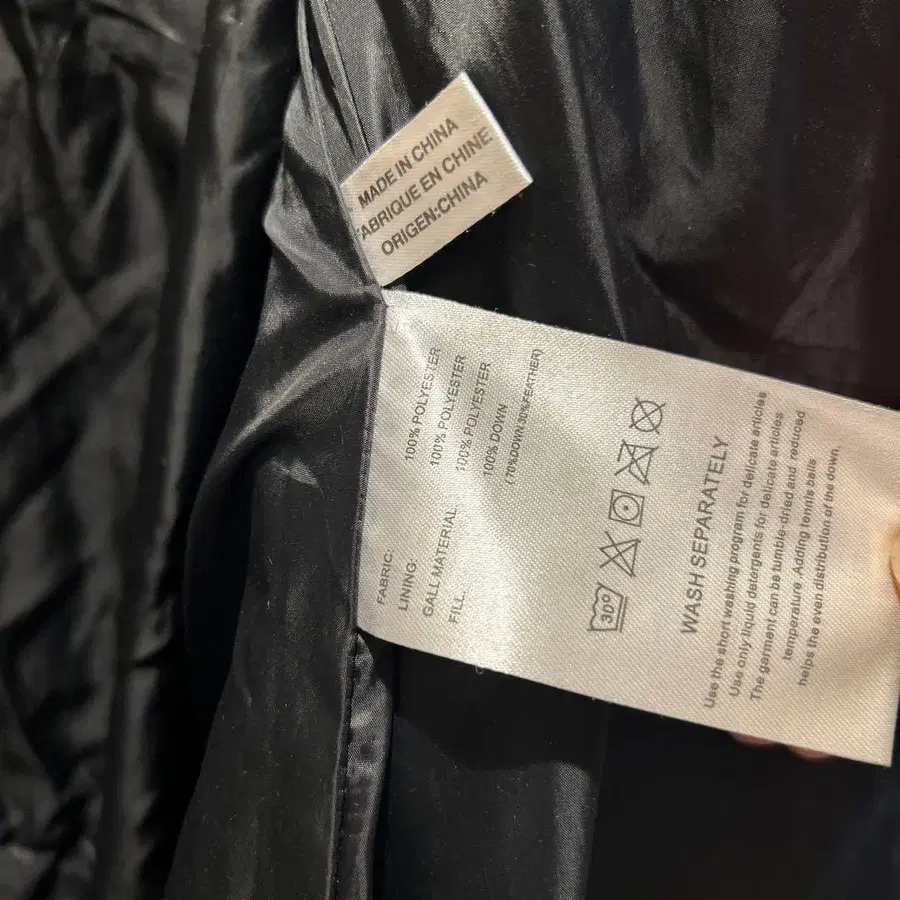 MADE IN CHINA
FABRIQUE EN CHINE
ORIGEN:CHINA
FABRIC: 100% POLYESTER
LINING: 100% POLYESTER
GALL MATERIAL 100% POLYESTER
FILL. 100% DOWN
(70%DOWN 30%FEATHER)
30°
WASH SEPARATELY
Use the short washing program for delicate articles
Use only liquid detergents for delicate articles
The garment can be tumble-dried and reduced
temperature. Adding tennis balls
helps the even distribution of the down.